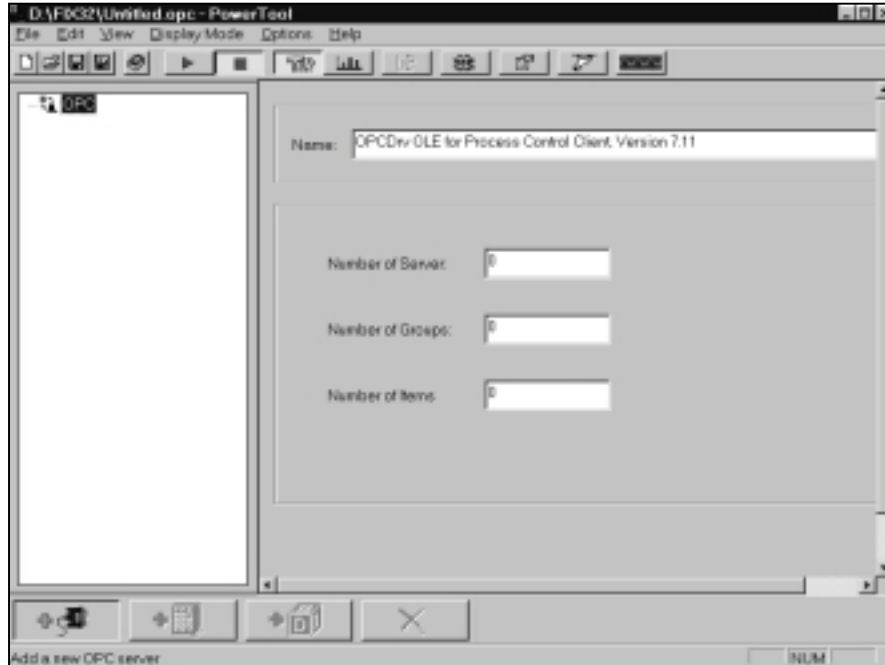 D:\FIX32\Untitled.opc - PowerTool
File Edit View Display Mode Options Help
OPC
Name: OPCDrv OLE for Process Control Client, Version 7.11
Number of Server: 0
Number of Groups: 0
Number of Items 0
Add a new OPC server
NUM